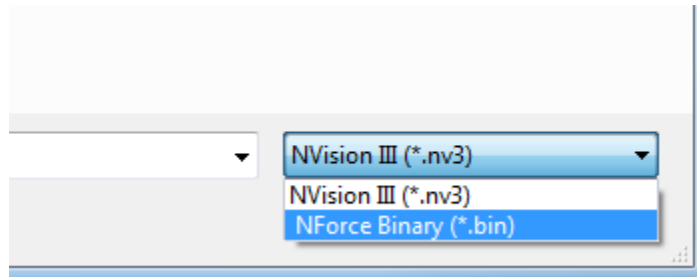 NVision Ⅲ (*.nv3)
NVision Ⅲ (*.nv3)
NForce Binary (*.bin)